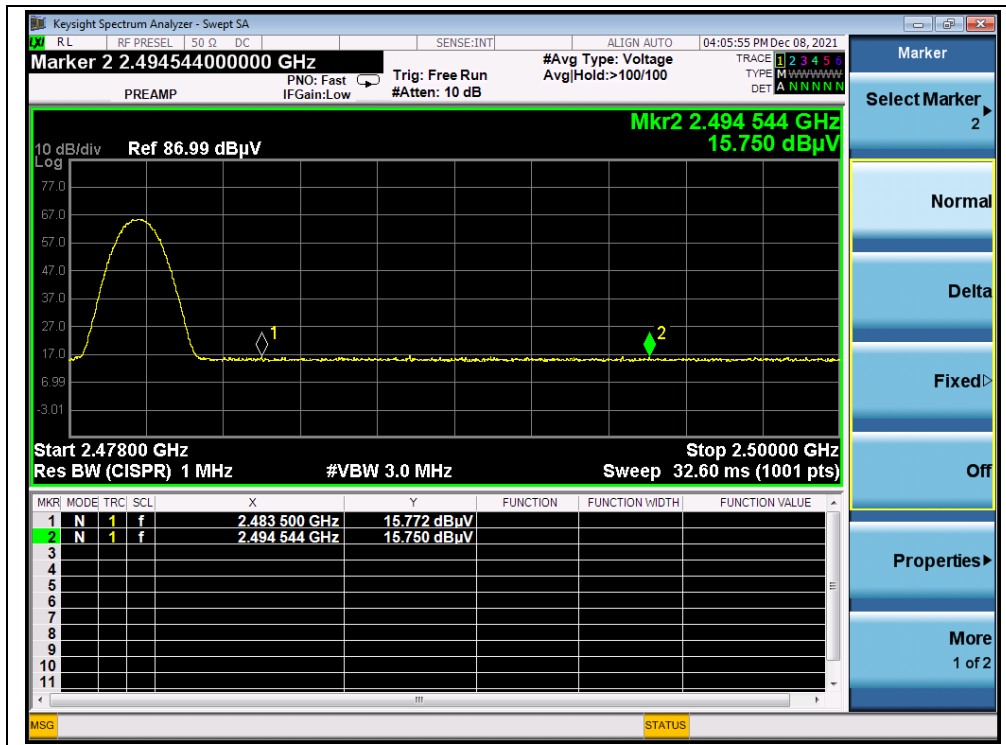 Keysight Spectrum Analyzer - Swept SA
LXI RL RF PRESEL 50 Ω DC SENSE:INT ALIGN AUTO 04:05:55 PM Dec 08, 2021
Marker 2 2.494544000000 GHz
PREAMP
PNO: Fast
IFGain:Low
Trig: Free Run
#Atten: 10 dB
#Avg Type: Voltage
Avg|Hold:>100/100
TRACE 1 2 3 4 5 6
TYPE M WWWWW
DET A N N N N N
Mkr2 2.494 544 GHz
15.750 dBµV
10 dB/div Ref 86.99 dBµV
Log
77.0
67.0
57.0
47.0
37.0
27.0
17.0
6.99
-3.01
1
2
Start 2.47800 GHz Stop 2.50000 GHz
Res BW (CISPR) 1 MHz #VBW 3.0 MHz Sweep 32.60 ms (1001 pts)
MKR MODE TRC SCL X Y FUNCTION FUNCTION WIDTH FUNCTION VALUE
1 N 1 f 2.483 500 GHz 15.772 dBµV
2 N 1 f 2.494 544 GHz 15.750 dBµV
3
4
5
6
7
8
9
10
11
MSG STATUS
Marker
Select Marker
2
Normal
Delta
Fixed
Off
Properties
More
1 of 2